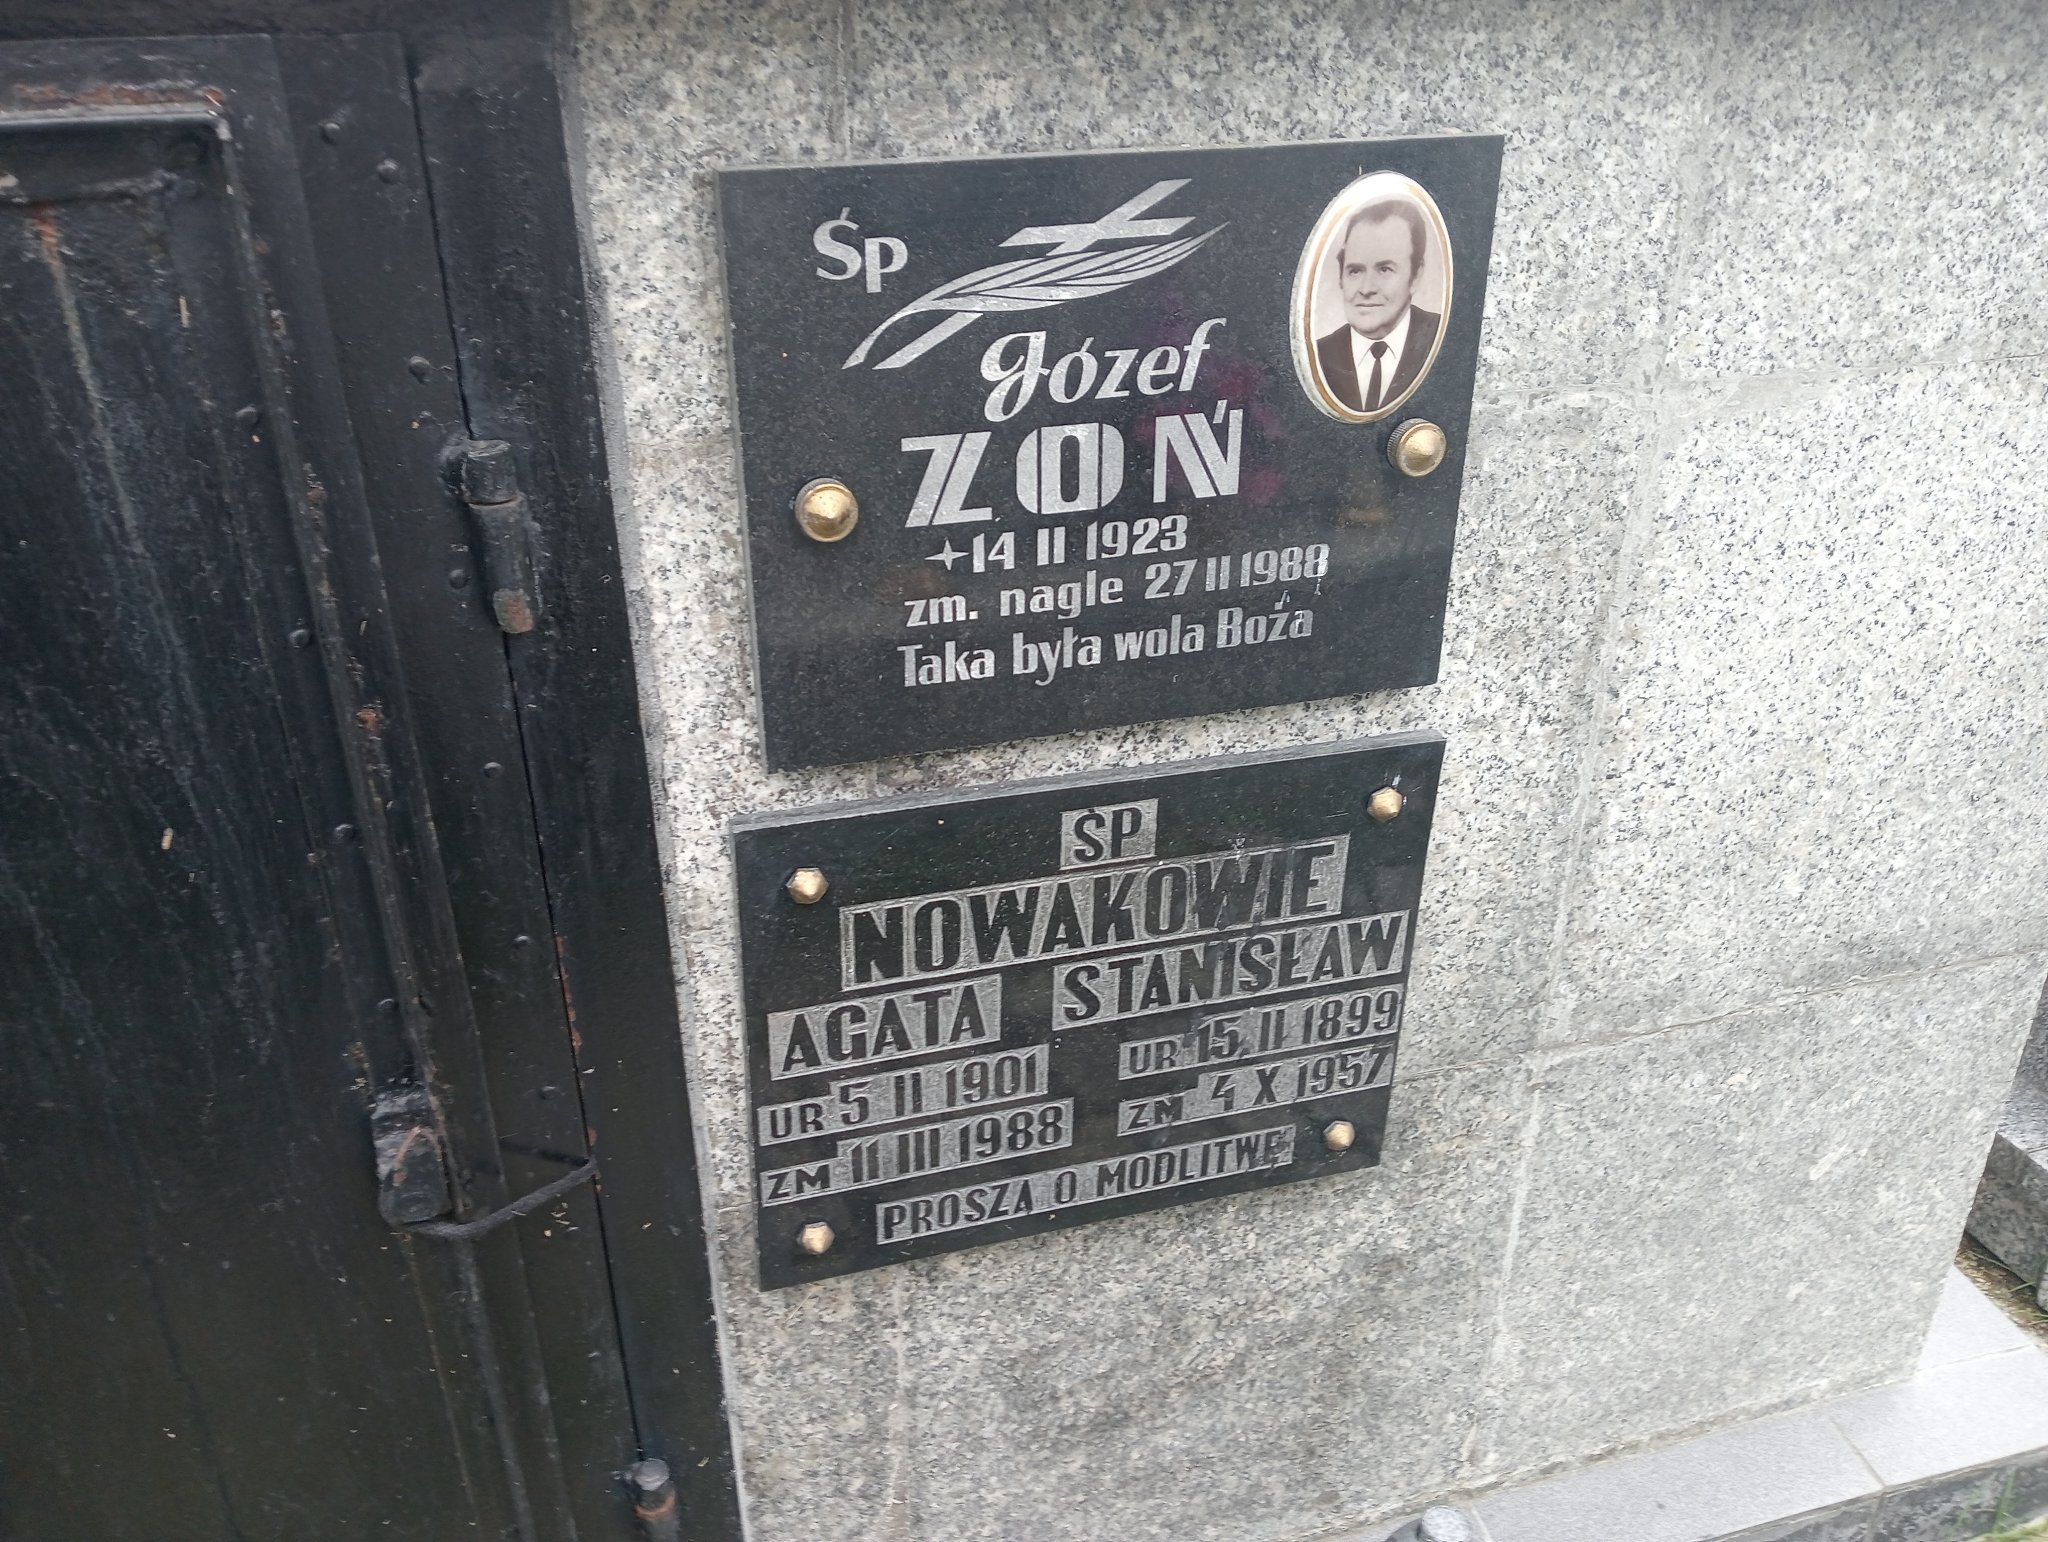 Śp
Józef
ZOŃ
14 II 1923
zm. nagle 27 II 1988
Taka była wola Boża
ŚP
NOWAKOWIE
AGATA STANISŁAW
UR 5 II 1901 UR 15. II 1899
ZM 11 III 1988 ZM 4 X 1957
PROSZĄ O MODLITWĘ